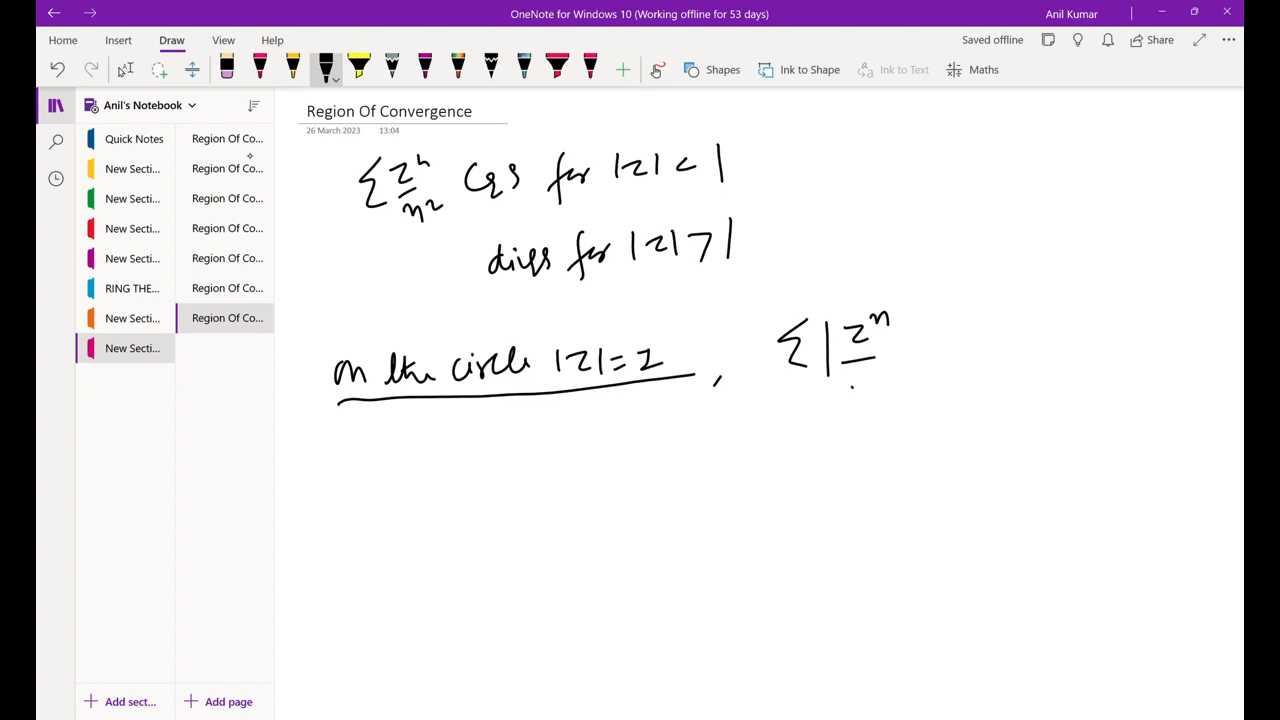 OneNote for Windows 10 (Working offline for 53 days)
Anil Kumar
Home Insert Draw View Help
Saved offline
Share
Shapes
Ink to Shape
Ink to Text
Maths
Anil's Notebook
Quick Notes
New Secti...
New Secti...
New Secti...
New Secti...
RING THE...
New Secti...
New Secti...
Add sect...
Region Of Co...
Region Of Co...
Region Of Co...
Region Of Co...
Region Of Co...
Region Of Co...
Region Of Co...
Add page
Region Of Convergence
26 March 2023 13:04
Σ z^n/n^2 Cgs for |z| < 1
divgs for |z| > 1
on the circle |z| = 1 , Σ | z^n